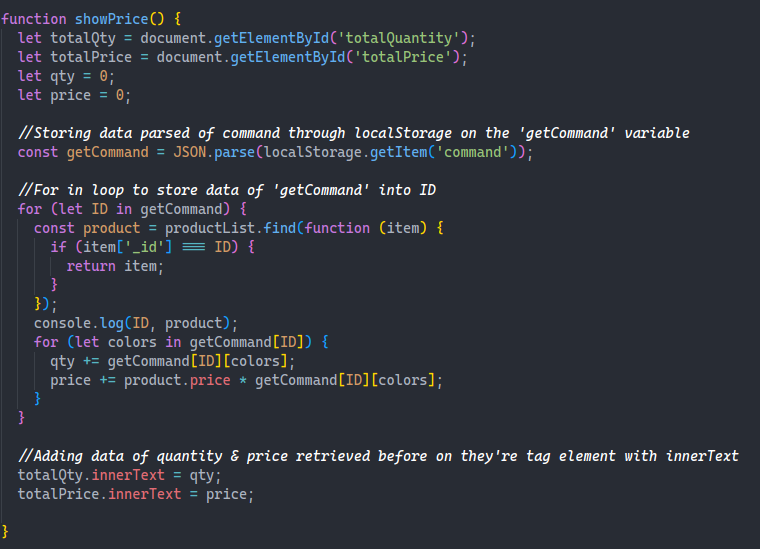 function showPrice() {
let totalQty = document.getElementById('totalQuantity');
let totalPrice = document.getElementById('totalPrice');
let qty = 0;
let price = 0;
//Storing data parsed of command through localStorage on the 'getCommand' variable
const getCommand = JSON.parse(localStorage.getItem('command'));
//For in loop to store data of 'getCommand' into ID
for (let ID in getCommand) {
const product = productList.find(function (item) {
if (item['_id'] === ID) {
return item;
}
});
console.log(ID, product);
for (let colors in getCommand[ID]) {
qty += getCommand[ID][colors];
price += product.price * getCommand[ID][colors];
}
}
//Adding data of quantity & price retrieved before on they're tag element with innerText
totalQty.innerText = qty;
totalPrice.innerText = price;
}